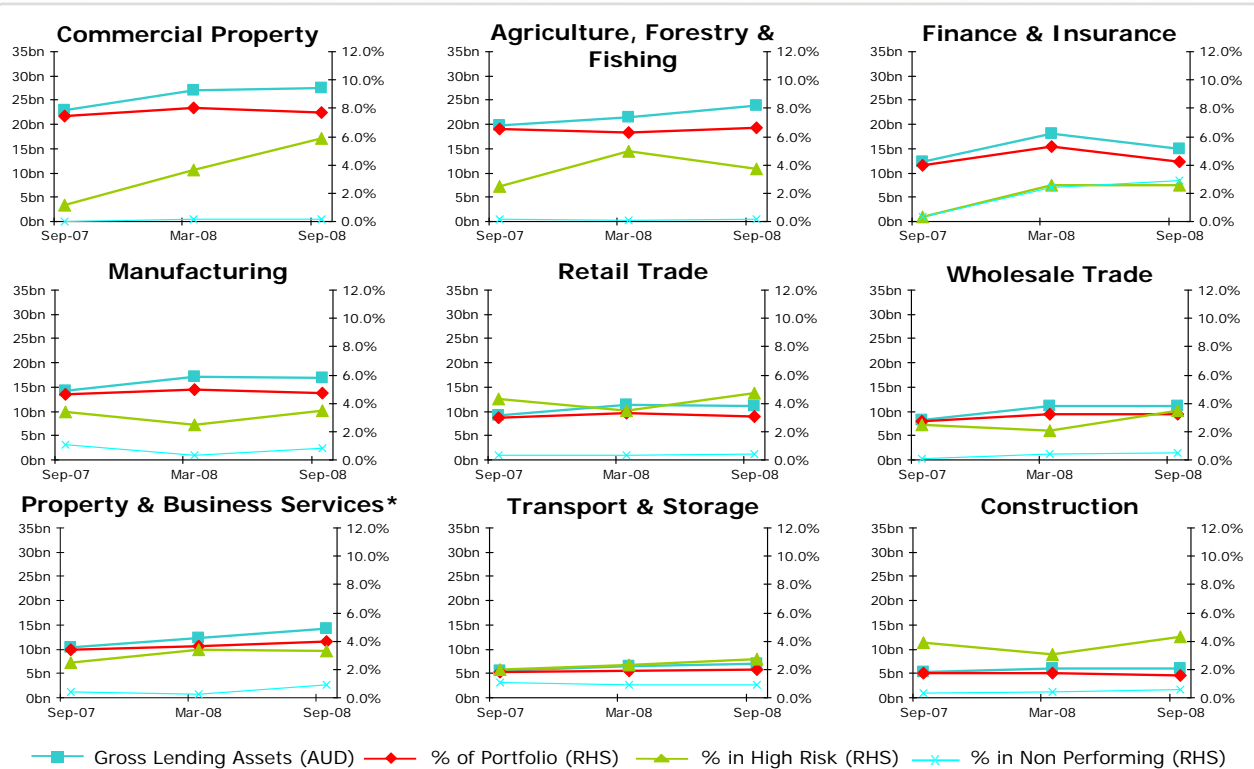 Commercial Property
35bn
30bn
25bn
20bn
15bn
10bn
5bn
0bn
12.0%
10.0%
8.0%
6.0%
4.0%
2.0%
0.0%
Sep-07 Mar-08 Sep-08
Agriculture, Forestry &
Fishing
35bn
30bn
25bn
20bn
15bn
10bn
5bn
0bn
12.0%
10.0%
8.0%
6.0%
4.0%
2.0%
0.0%
Sep-07 Mar-08 Sep-08
Finance & Insurance
35bn
30bn
25bn
20bn
15bn
10bn
5bn
0bn
12.0%
10.0%
8.0%
6.0%
4.0%
2.0%
0.0%
Sep-07 Mar-08 Sep-08
Manufacturing
35bn
30bn
25bn
20bn
15bn
10bn
5bn
0bn
12.0%
10.0%
8.0%
6.0%
4.0%
2.0%
0.0%
Sep-07 Mar-08 Sep-08
Retail Trade
35bn
30bn
25bn
20bn
15bn
10bn
5bn
0bn
12.0%
10.0%
8.0%
6.0%
4.0%
2.0%
0.0%
Sep-07 Mar-08 Sep-08
Wholesale Trade
35bn
30bn
25bn
20bn
15bn
10bn
5bn
0bn
12.0%
10.0%
8.0%
6.0%
4.0%
2.0%
0.0%
Sep-07 Mar-08 Sep-08
Property & Business Services*
35bn
30bn
25bn
20bn
15bn
10bn
5bn
0bn
12.0%
10.0%
8.0%
6.0%
4.0%
2.0%
0.0%
Sep-07 Mar-08 Sep-08
Transport & Storage
35bn
30bn
25bn
20bn
15bn
10bn
5bn
0bn
12.0%
10.0%
8.0%
6.0%
4.0%
2.0%
0.0%
Sep-07 Mar-08 Sep-08
Construction
35bn
30bn
25bn
20bn
15bn
10bn
5bn
0bn
12.0%
10.0%
8.0%
6.0%
4.0%
2.0%
0.0%
Sep-07 Mar-08 Sep-08
Gross Lending Assets (AUD) % of Portfolio (RHS) % in High Risk (RHS) % in Non Performing (RHS)